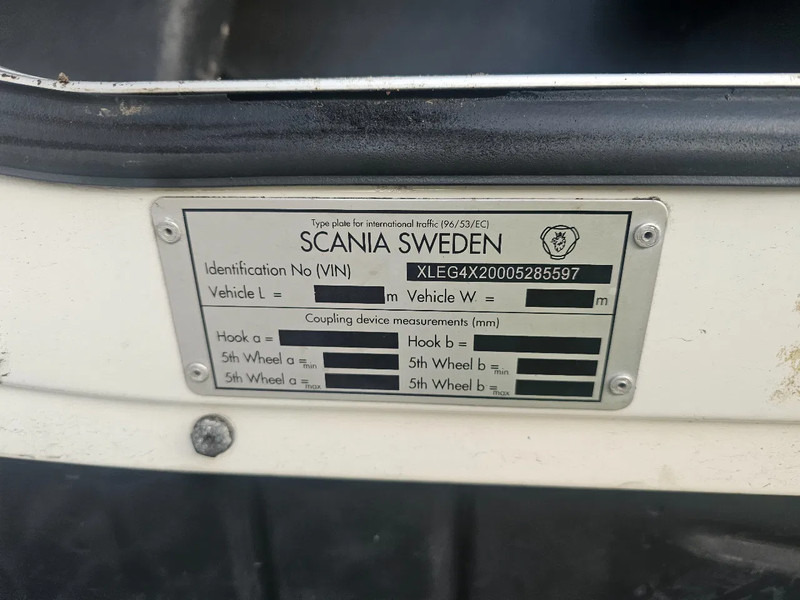 Type plate for international traffic (96/53/EC)
SCANIA SWEDEN
Identification No (VIN) XLEG4X20005285597
Vehicle L = m Vehicle W = m
Coupling device measurements (mm)
Hook a = Hook b =
5th Wheel a = min 5th Wheel b = min
5th Wheel a = max 5th Wheel b = max